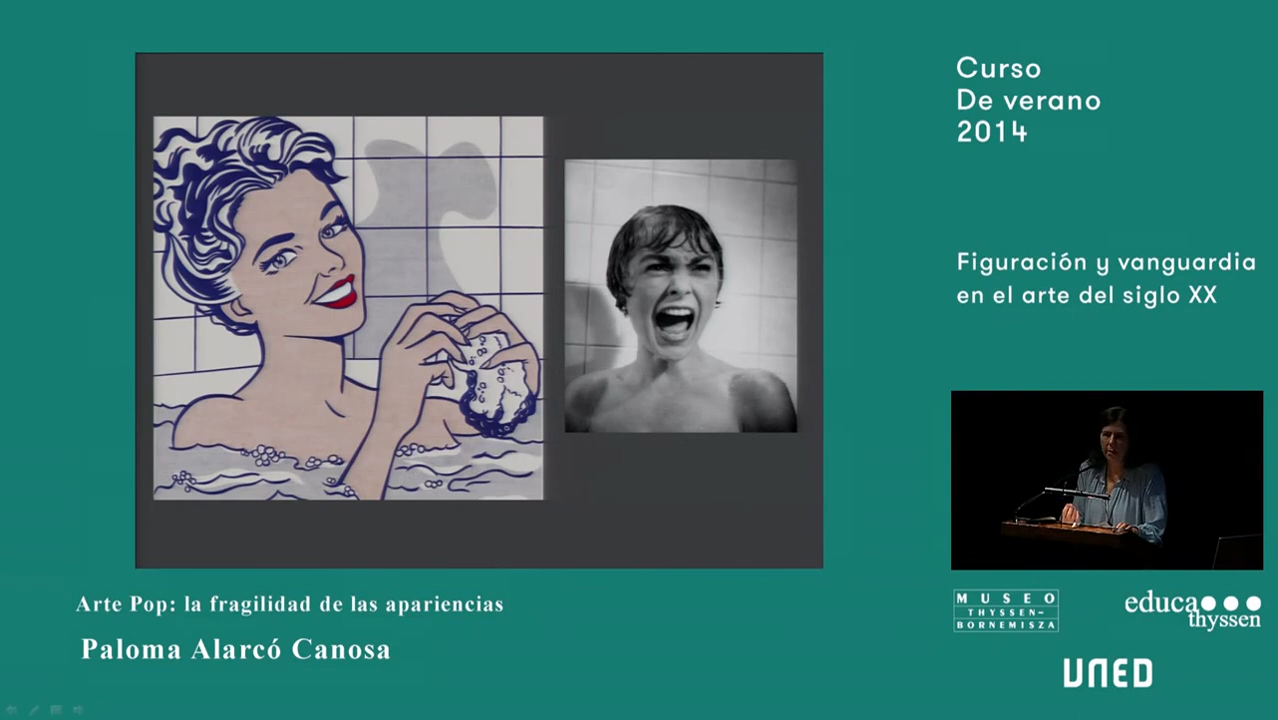 Curso
De verano
2014
Figuración y vanguardia
en el arte del siglo XX
Arte Pop: la fragilidad de las apariencias
Paloma Alarcó Canosa
MUSEO
THYSSEN-
BORNEMISZA
educa
thyssen
UNED